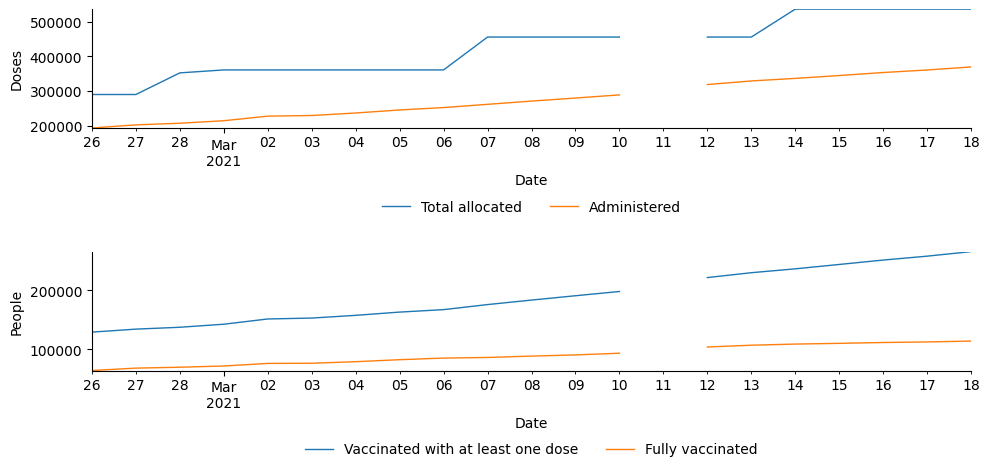 500000
400000
300000
200000
Doses
26 27 28 Mar 02 03 04 05 06 07 08 09 10 11 12 13 14 15 16 17 18
2021
Date
Total allocated Administered
200000
100000
People
26 27 28 Mar 02 03 04 05 06 07 08 09 10 11 12 13 14 15 16 17 18
2021
Date
Vaccinated with at least one dose Fully vaccinated